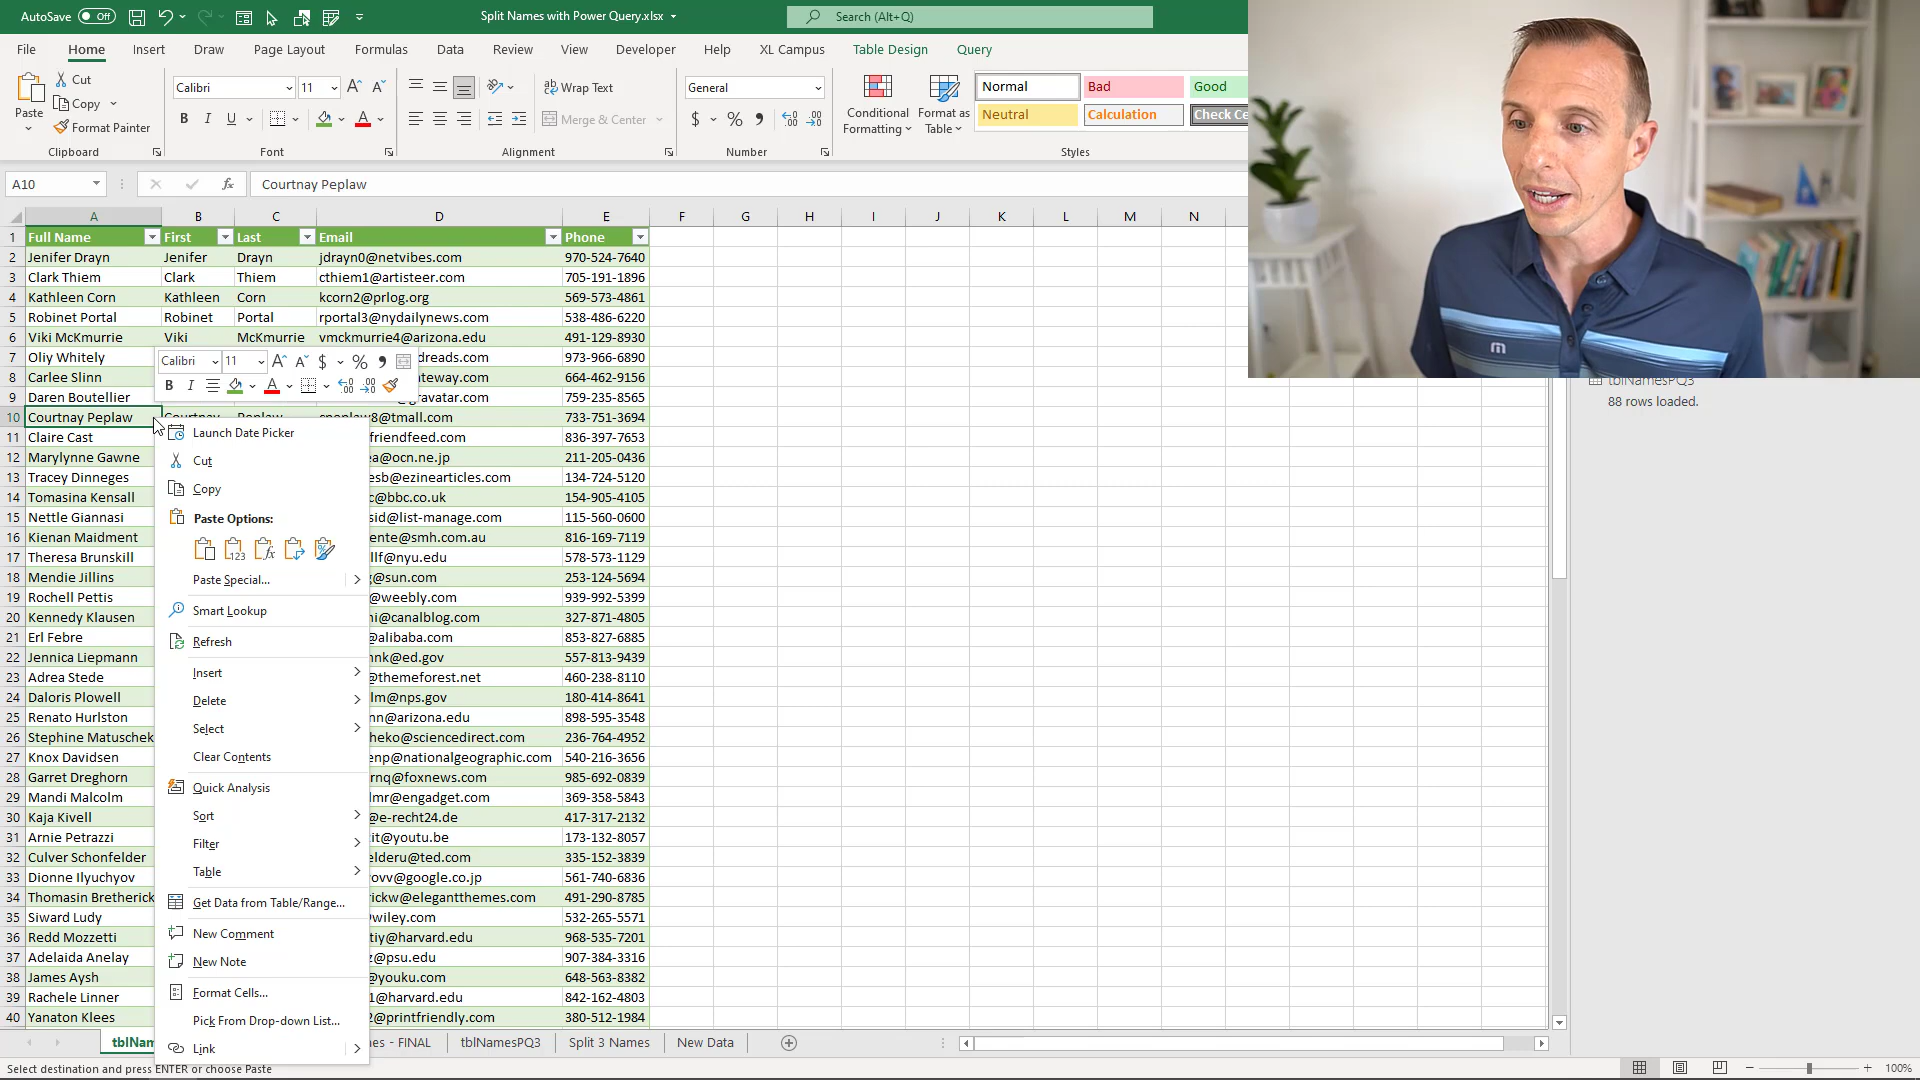 AutoSave Off Split Names with Power Query.xlsx Search (Alt+Q)
File Home Insert Draw Page Layout Formulas Data Review View Developer Help XL Campus Table Design Query
Paste Cut Copy Format Painter
Calibri 11
Wrap Text
Merge & Center
General
Conditional Formatting
Format as Table
Normal Bad Good
Neutral Calculation Check Ce
Clipboard Font Alignment Number Styles
A10 Courtnay Peplaw
A B C D E F G H I J K L M N
1 Full Name First Last Email Phone
2 Jenifer Drayn Jenifer Drayn jdrayn0@netvibes.com 970-524-7640
3 Clark Thiem Clark Thiem cthiem1@artisteer.com 705-191-1896
4 Kathleen Corn Kathleen Corn kcorn2@prlog.org 569-573-4861
5 Robinet Portal Robinet Portal rportal3@nydailynews.com 538-486-6220
6 Viki McKmurrie Viki McKmurrie vmckmurrie4@arizona.edu 491-129-8930
7 Oliy Whitely dreads.com 973-966-6890
8 Carlee Slinn ateway.com 664-462-9156
9 Daren Boutellier gravatar.com 759-235-8565
10 Courtnay Peplaw Courtnay Peplaw cpeplaw8@tmall.com 733-751-3694
11 Claire Cast friendfeed.com 836-397-7653
12 Marylynne Gawne ea@ocn.ne.jp 211-205-0436
13 Tracey Dinneges esb@ezinearticles.com 134-724-5120
14 Tomasina Kensall c@bbc.co.uk 154-905-4105
15 Nettle Giannasi sid@list-manage.com 115-560-0600
16 Kienan Maidment ente@smh.com.au 816-169-7119
17 Theresa Brunskill llf@nyu.edu 578-573-1129
18 Mendie Jillins g@sun.com 253-124-5694
19 Rochell Pettis @weebly.com 939-992-5399
20 Kennedy Klausen ni@canalblog.com 327-871-4805
21 Erl Febre @alibaba.com 853-827-6885
22 Jennica Liepmann nnk@ed.gov 557-813-9439
23 Adrea Stede @themeforest.net 460-238-8110
24 Daloris Plowell lm@nps.gov 180-414-8641
25 Renato Hurlston nn@arizona.edu 898-595-3548
26 Stephine Matuschek heko@sciencedirect.com 236-764-4952
27 Knox Davidsen enp@nationalgeographic.com 540-216-3656
28 Garret Dreghorn rnq@foxnews.com 985-692-0839
29 Mandi Malcolm lmr@engadget.com 369-358-5843
30 Kaja Kivell @e-recht24.de 417-317-2132
31 Arnie Petrazzi it@youtu.be 173-132-8057
32 Culver Schonfelder elderu@ted.com 335-152-3839
33 Dionne Ilyuchyov ovv@google.co.jp 561-740-6836
34 Thomasin Bretherick rickw@elegantthemes.com 491-290-8785
35 Siward Ludy @wiley.com 532-265-5571
36 Redd Mozzetti tiy@harvard.edu 968-535-7201
37 Adelaida Anelay z@psu.edu 907-384-3316
38 James Aysh @youku.com 648-563-8382
39 Rachele Linner 1@harvard.edu 842-162-4803
40 Yanaton Klees 2@printfriendly.com 380-512-1984
Calibri 11
Launch Date Picker
Cut
Copy
Paste Options:
Paste Special...
Smart Lookup
Refresh
Insert
Delete
Select
Clear Contents
Quick Analysis
Sort
Filter
Table
Get Data from Table/Range...
New Comment
New Note
Format Cells...
Pick From Drop-down List...
Link
tblNamesPQ3
88 rows loaded.
tblNam es - FINAL tblNamesPQ3 Split 3 Names New Data
Select destination and press ENTER or choose Paste 100%